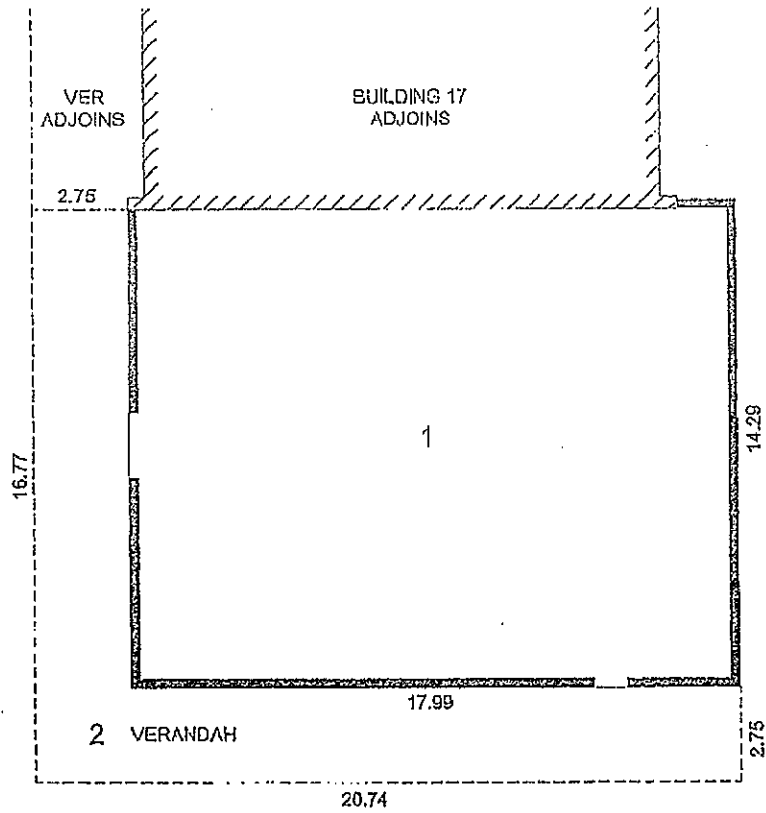 VER
ADJOINS
BUILDING 17
ADJOINS
2.75
1
14.29
16.77
17.99
2 VERANDAH
2.75
20.74